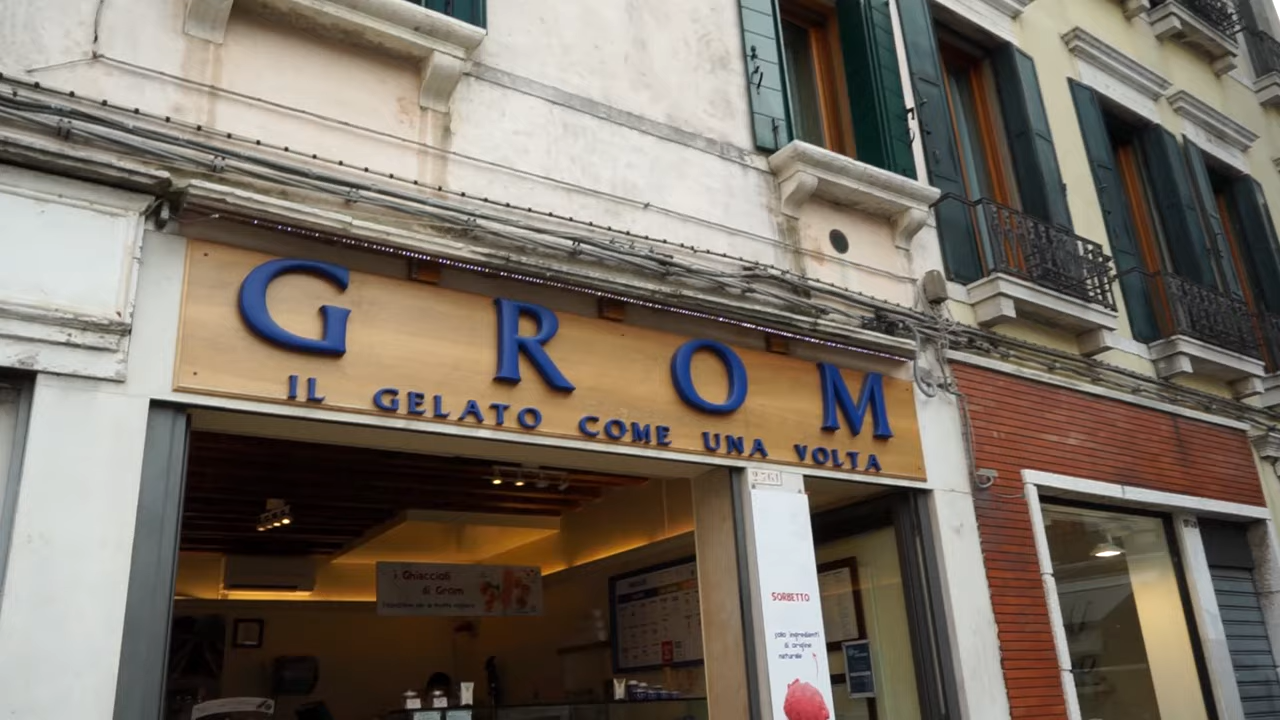 GROM
IL GELATO COME UNA VOLTA
i Ghiaccioli
di Grom
SORBETTO
solo ingredienti
di origine
naturale